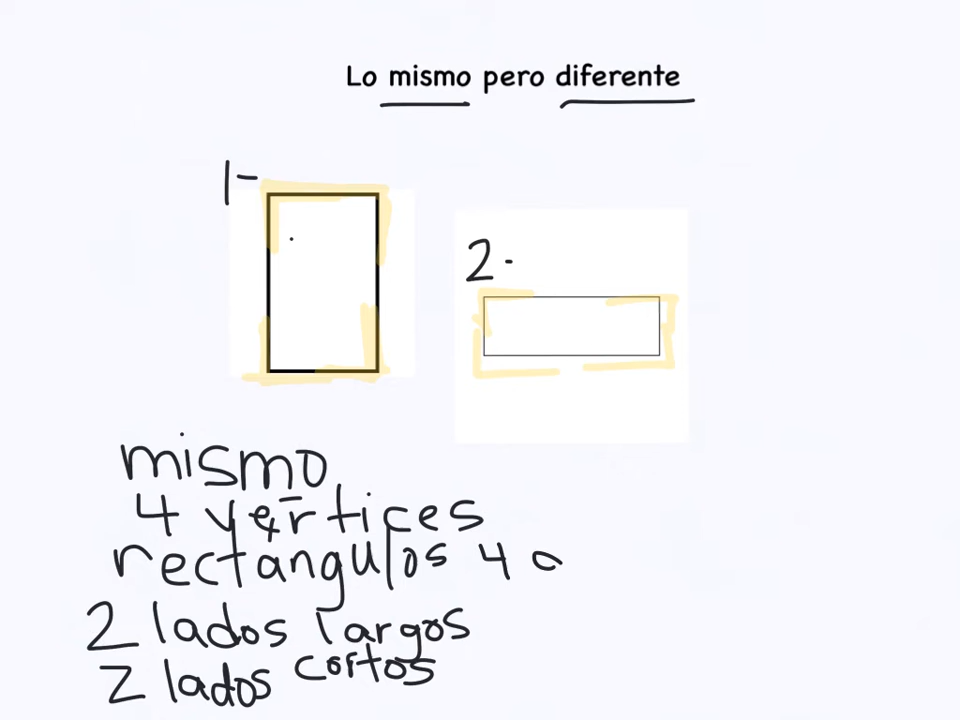 Lo mismo pero diferente
1-
2-
mismo
4 vértices
rectangulos 4 a
2 lados largos
2 lados cortos